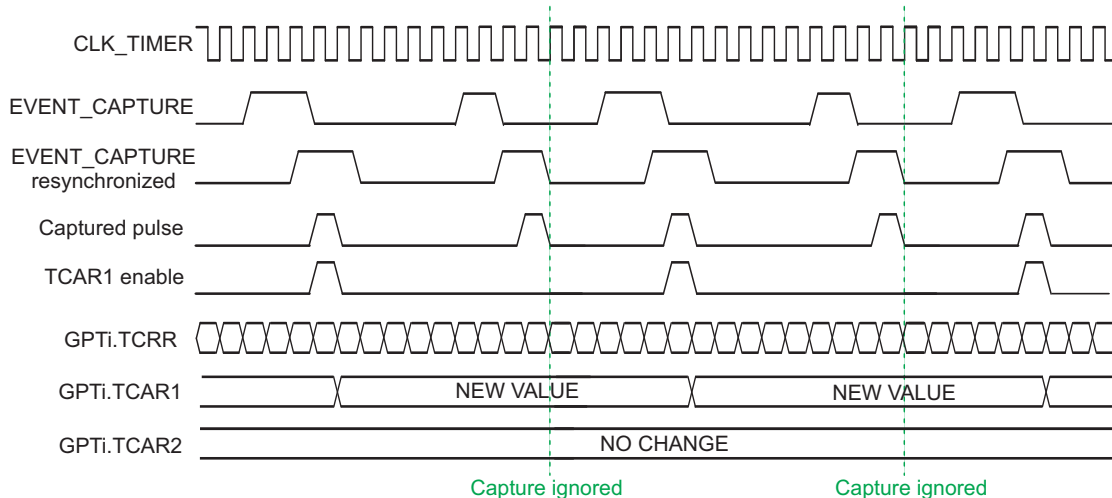 CLK_TIMER
EVENT_CAPTURE
EVENT_CAPTURE
resynchronized
Captured pulse
TCAR1 enable
GPTi.TCRR
GPTi.TCAR1
NEW VALUE
NEW VALUE
GPTi.TCAR2
NO CHANGE
Capture ignored
Capture ignored